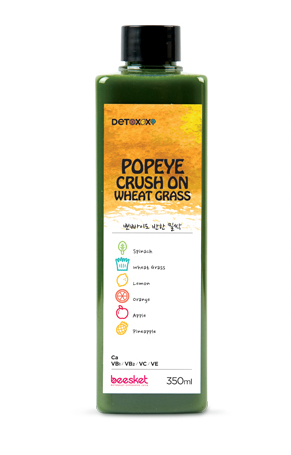 DETOXOXO
POPEYE
CRUSH ON
WHEAT GRASS
뽀빠이도 반한 밀싹
Spinach
Wheat Grass
Lemon
Orange
Apple
Pineapple
Ca
VB₁ · VB₂ · VC · VE
beesket
350ml